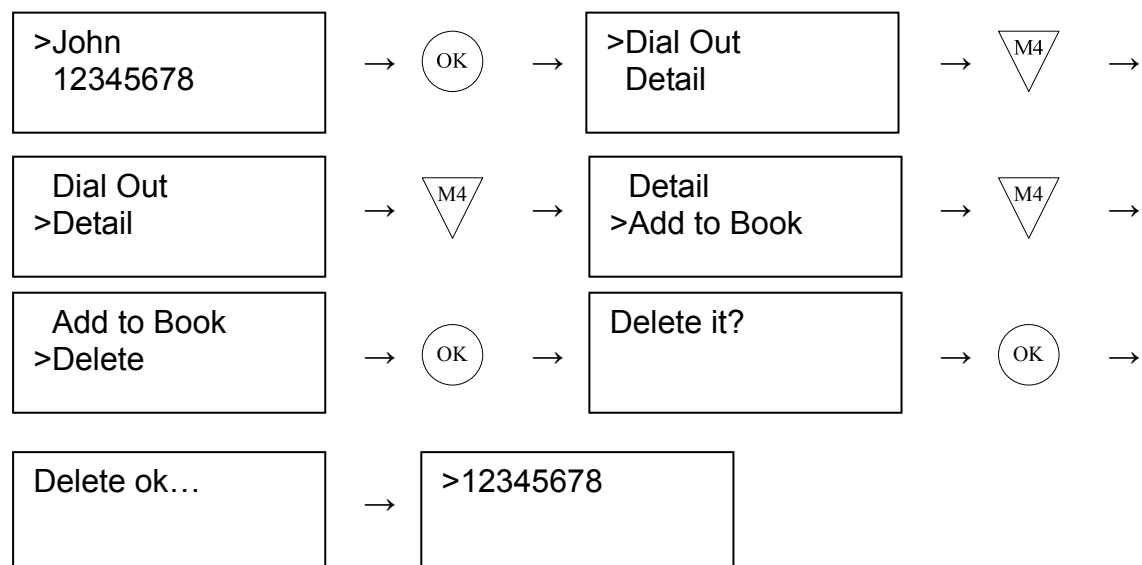 >John
12345678
→ OK →
>Dial Out
Detail
→ M4 →
Dial Out
>Detail
→ M4 →
Detail
>Add to Book
→ M4 →
Add to Book
>Delete
→ OK →
Delete it?
→ OK →
Delete ok…
→
>12345678